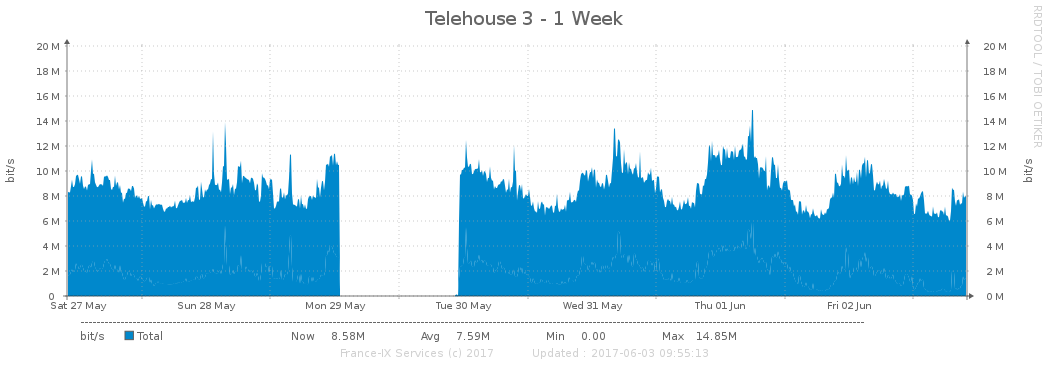 Telehouse 3 - 1 Week
RRDTOOL / TOBI OETIKER
bit/s
bit/s
20 M 20 M
18 M 18 M
16 M 16 M
14 M 14 M
12 M 12 M
10 M 10 M
8 M 8 M
6 M 6 M
4 M 4 M
2 M 2 M
0 0 M
Sat 27 May Sun 28 May Mon 29 May Tue 30 May Wed 31 May Thu 01 Jun Fri 02 Jun
bit/s Total Now 8.58M Avg 7.59M Min 0.00 Max 14.85M
France-IX Services (c) 2017 Updated : 2017-06-03 09:55:13